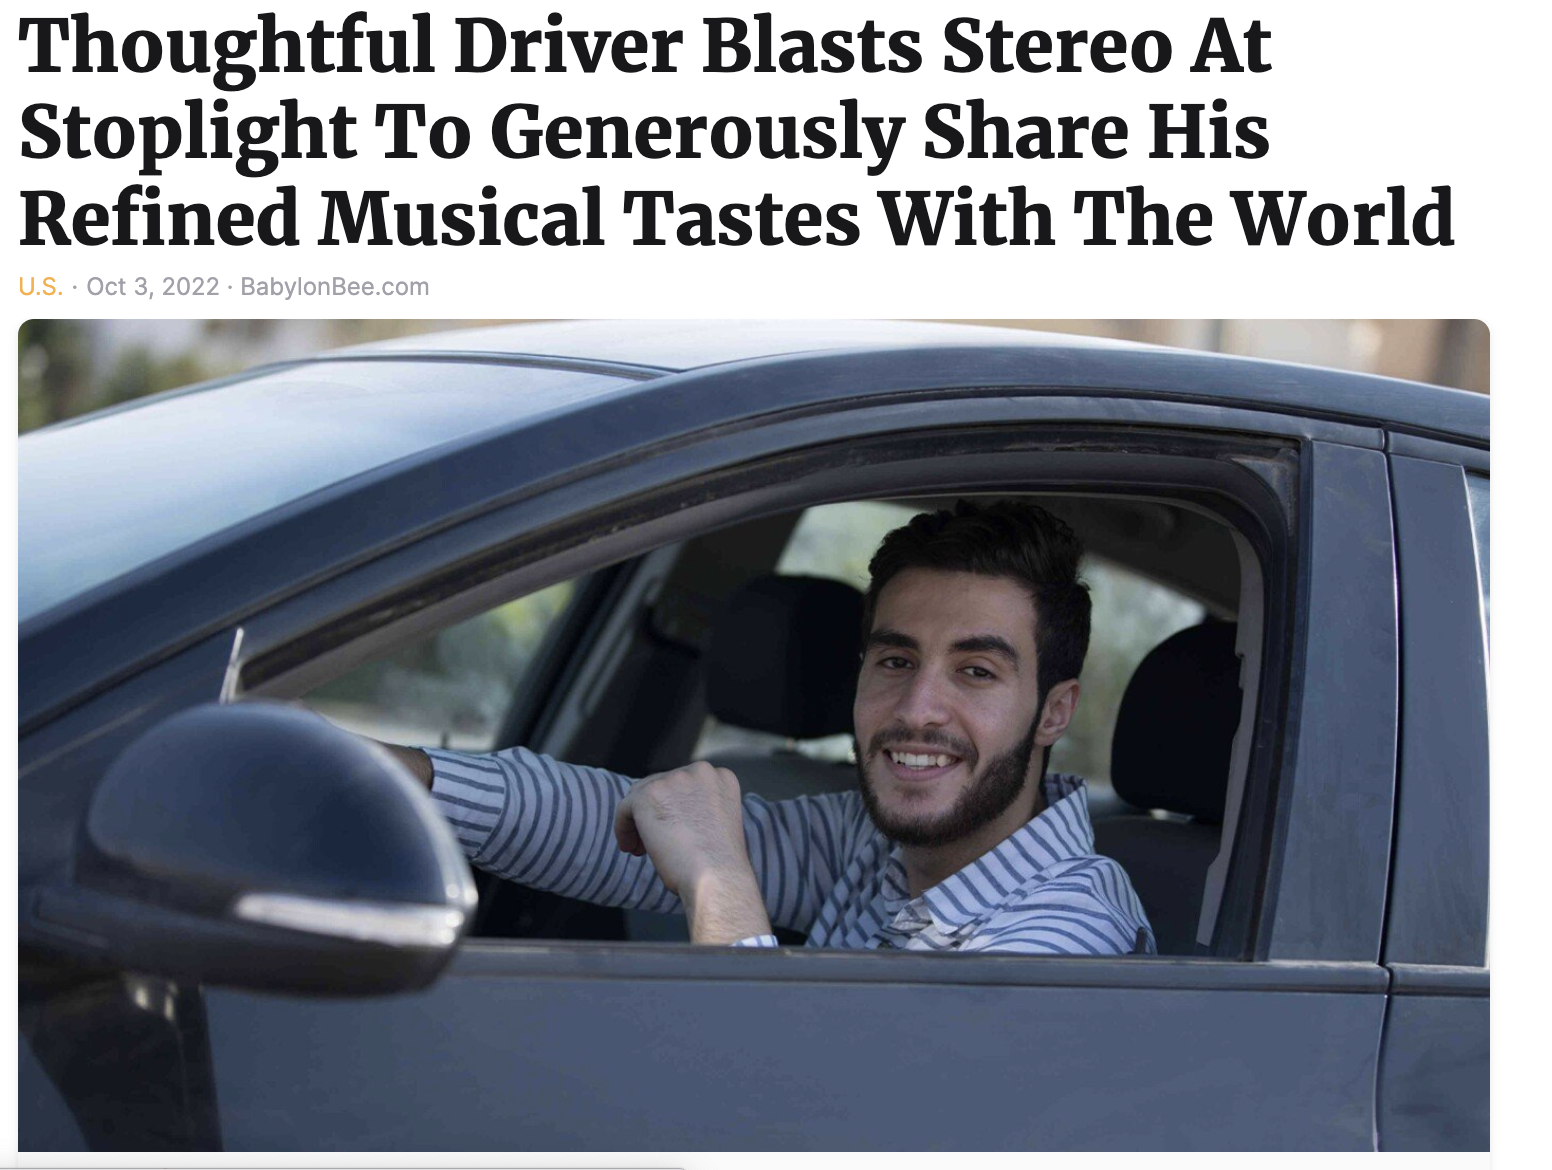 Thoughtful Driver Blasts Stereo At
Stoplight To Generously Share His
Refined Musical Tastes With The World
U.S. · Oct 3, 2022 · BabylonBee.com